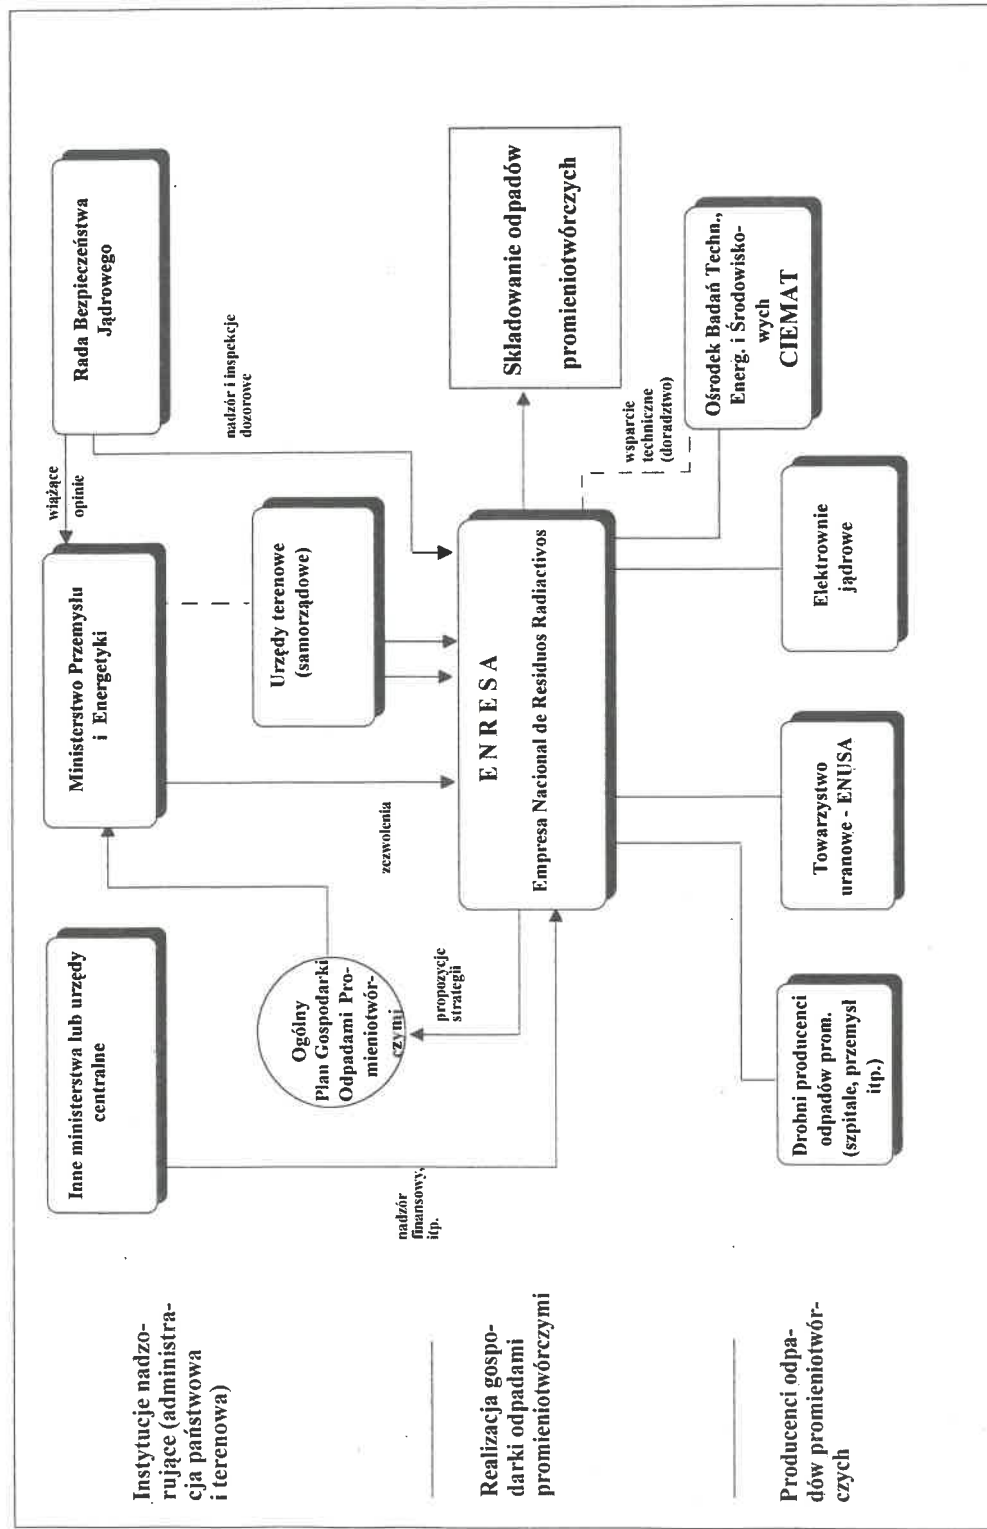 Instytucje nadzo-
rujące (administra-
cja państwowa
i terenowa)
Inne ministerstwa lub urzędy
centralne
Ministerstwo Przemysłu
i Energetyki
wiążące
opinie
Rada Bezpieczeństwa
Jądrowego
Ogólny
Plan Gospodarki
Odpadami Pro-
mieniotwór-
czymi
Urzędy terenowe
(samorządowe)
nadzór i inspekcje
dozorowe
nadzór
finansowy,
itp.
propozycje
strategii
zezwolenia
Realizacja gospo-
darki odpadami
promieniotwórczymi
E N R E S A
Empresa Nacional de Residuos Radiactivos
Składowanie odpadów
promieniotwórczych
wsparcie
techniczne
(doradztwo)
Producenci odpa-
dów promieniotwór-
czych
Drobni producenci
odpadów prom.
(szpitale, przemysł
itp.)
Towarzystwo
uranowe - ENUSA
Elektrownie
jądrowe
Ośrodek Badań Techn.,
Energ. i Środowisko-
wych
CIEMAT